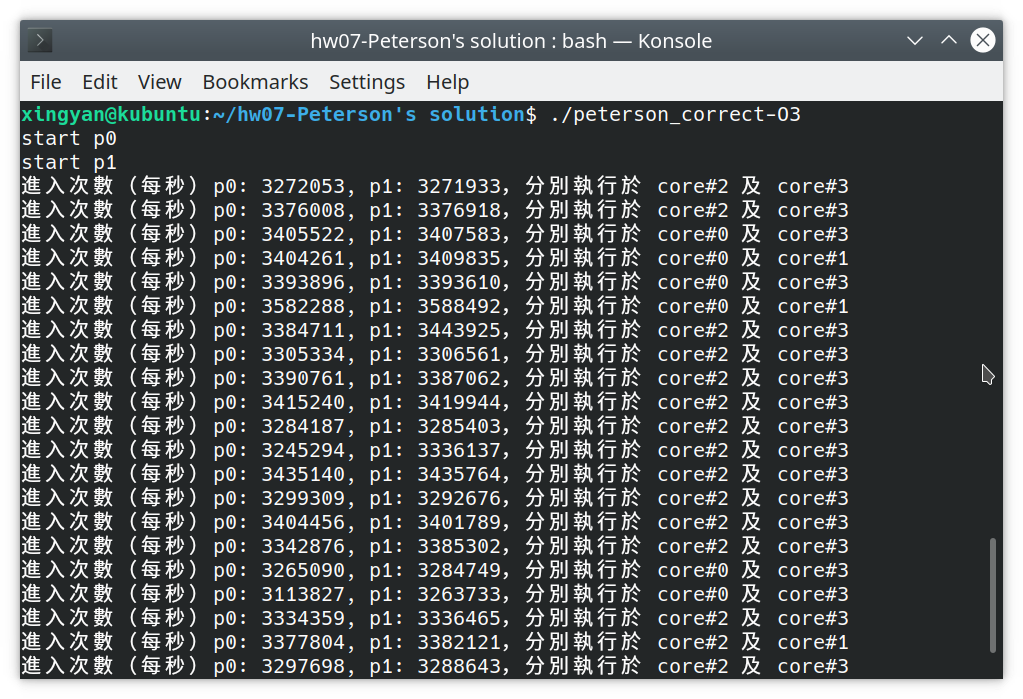 hw07-Peterson's solution : bash — Konsole
File Edit View Bookmarks Settings Help
xingyan@kubuntu:~/hw07-Peterson's solution$ ./peterson_correct-O3
start p0
start p1
進入次數（每秒）p0: 3272053, p1: 3271933, 分別執行於 core#2 及 core#3
進入次數（每秒）p0: 3376008, p1: 3376918, 分別執行於 core#2 及 core#3
進入次數（每秒）p0: 3405522, p1: 3407583, 分別執行於 core#0 及 core#3
進入次數（每秒）p0: 3404261, p1: 3409835, 分別執行於 core#0 及 core#1
進入次數（每秒）p0: 3393896, p1: 3393610, 分別執行於 core#0 及 core#3
進入次數（每秒）p0: 3582288, p1: 3588492, 分別執行於 core#0 及 core#1
進入次數（每秒）p0: 3384711, p1: 3443925, 分別執行於 core#2 及 core#3
進入次數（每秒）p0: 3305334, p1: 3306561, 分別執行於 core#2 及 core#3
進入次數（每秒）p0: 3390761, p1: 3387062, 分別執行於 core#2 及 core#3
進入次數（每秒）p0: 3415240, p1: 3419944, 分別執行於 core#2 及 core#3
進入次數（每秒）p0: 3284187, p1: 3285403, 分別執行於 core#2 及 core#3
進入次數（每秒）p0: 3245294, p1: 3336137, 分別執行於 core#2 及 core#3
進入次數（每秒）p0: 3435140, p1: 3435764, 分別執行於 core#2 及 core#3
進入次數（每秒）p0: 3299309, p1: 3292676, 分別執行於 core#2 及 core#3
進入次數（每秒）p0: 3404456, p1: 3401789, 分別執行於 core#2 及 core#3
進入次數（每秒）p0: 3342876, p1: 3385302, 分別執行於 core#2 及 core#3
進入次數（每秒）p0: 3265090, p1: 3284749, 分別執行於 core#0 及 core#3
進入次數（每秒）p0: 3113827, p1: 3263733, 分別執行於 core#0 及 core#3
進入次數（每秒）p0: 3334359, p1: 3336465, 分別執行於 core#2 及 core#3
進入次數（每秒）p0: 3377804, p1: 3382121, 分別執行於 core#2 及 core#1
進入次數（每秒）p0: 3297698, p1: 3288643, 分別執行於 core#2 及 core#3